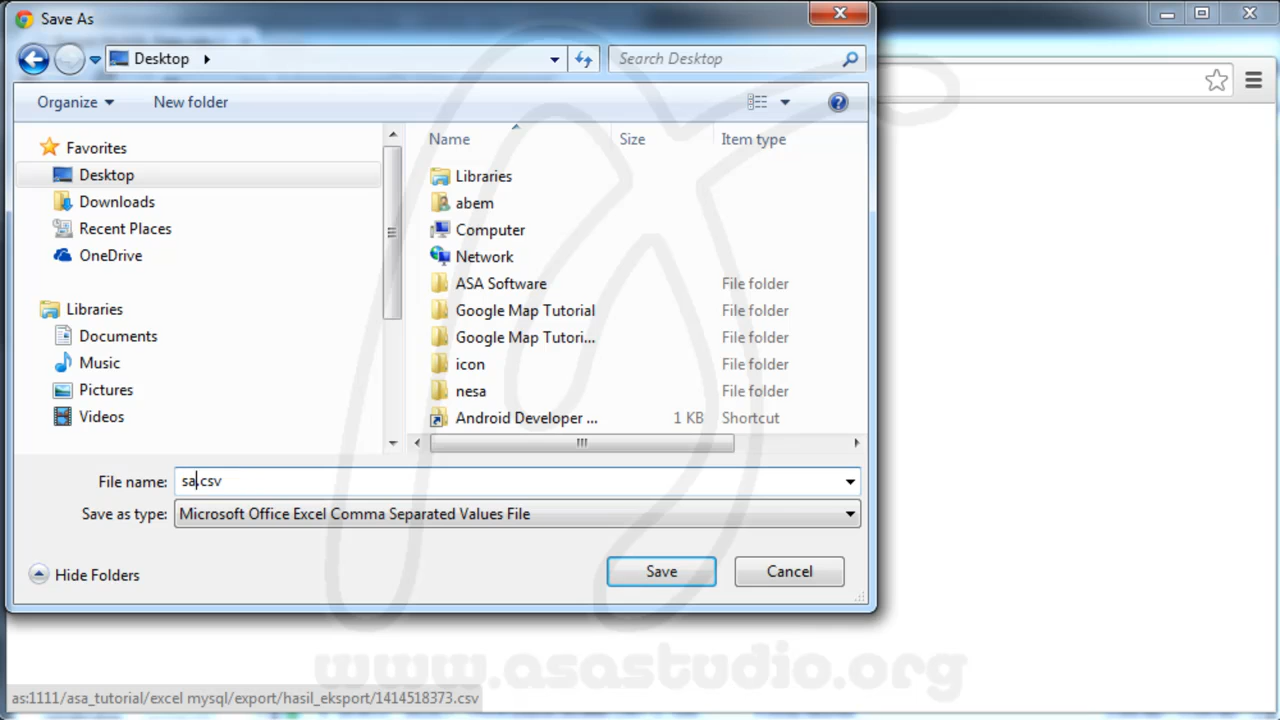 Save As
Desktop
Search Desktop
Organize
New folder
Name
Size
Item type
Favorites
Desktop
Downloads
Recent Places
OneDrive
Libraries
Documents
Music
Pictures
Videos
Libraries
abem
Computer
Network
ASA Software File folder
Google Map Tutorial File folder
Google Map Tutori... File folder
icon File folder
nesa File folder
Android Developer ... 1 KB Shortcut
File name: sa.csv
Save as type: Microsoft Office Excel Comma Separated Values File
Hide Folders
Save
Cancel
www.asastudio.org
as:1111/asa_tutorial/excel mysql/export/hasil_eksport/1414518373.csv